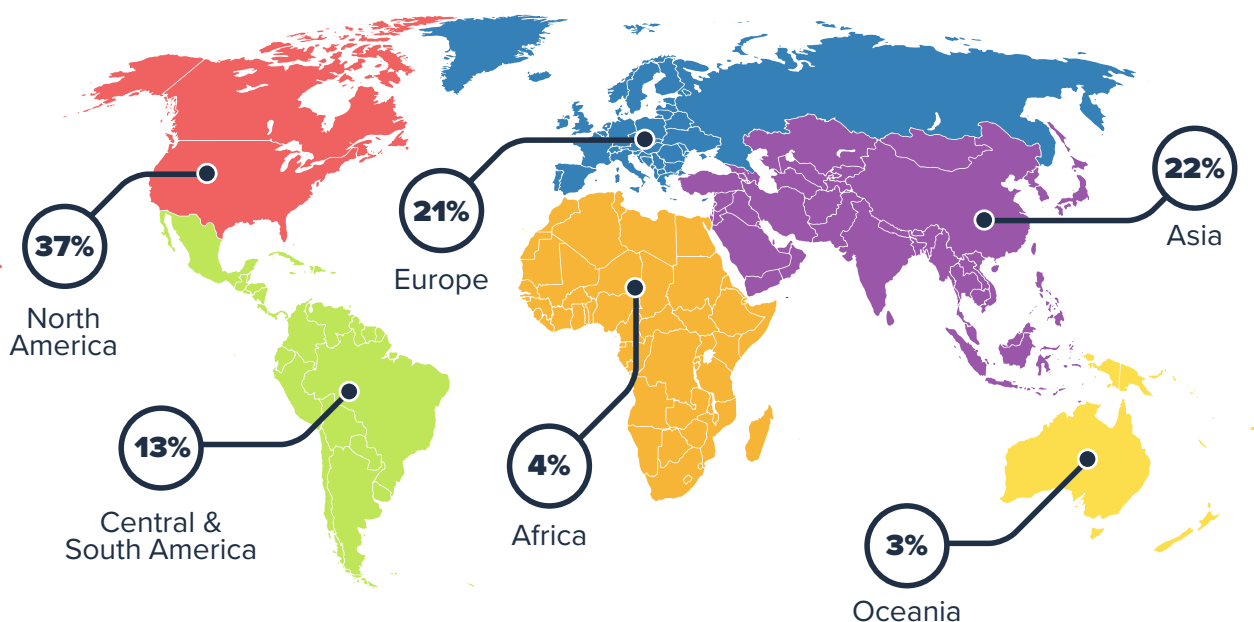 37%
North
America
13%
Central &
South America
21%
Europe
4%
Africa
22%
Asia
3%
Oceania